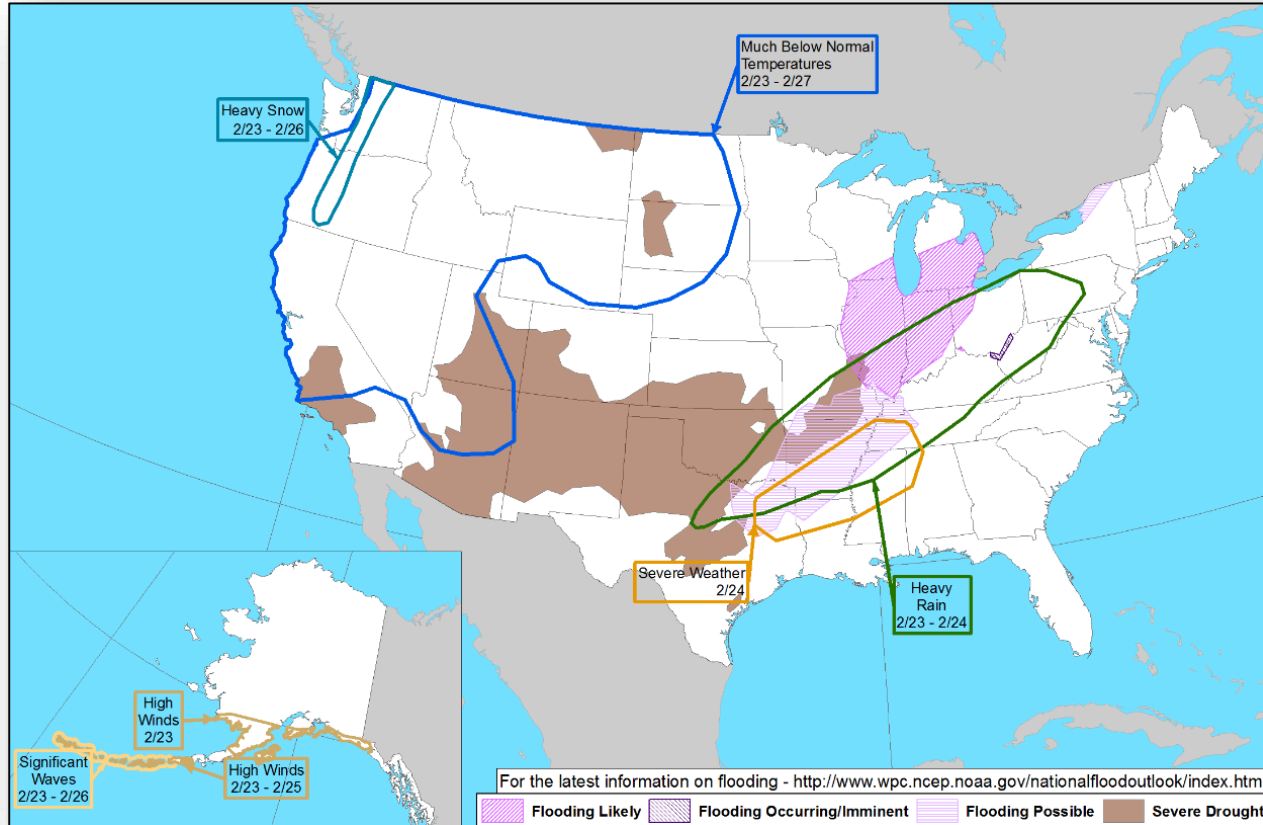 Much Below Normal
Temperatures
2/23 - 2/27
Heavy Snow
2/23 - 2/26
Severe Weather
2/24
Heavy
Rain
2/23 - 2/24
High
Winds
2/23
Significant
Waves
2/23 - 2/26
High Winds
2/23 - 2/25
For the latest information on flooding - http://www.wpc.ncep.noaa.gov/nationalfloodoutlook/index.htm
Flooding Likely
Flooding Occurring/Imminent
Flooding Possible
Severe Drought